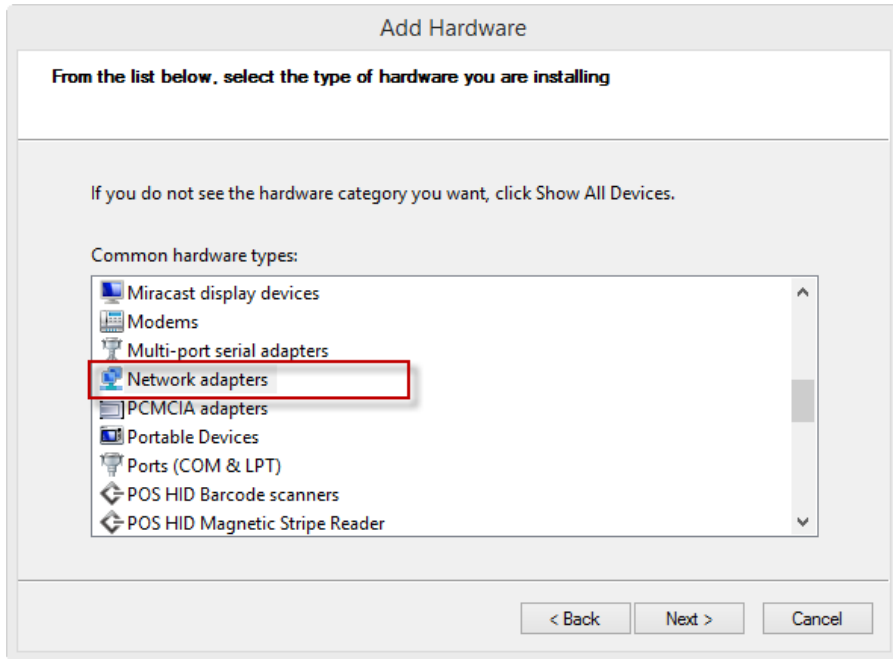 Add Hardware
From the list below, select the type of hardware you are installing
If you do not see the hardware category you want, click Show All Devices.
Common hardware types:
Miracast display devices
Modems
Multi-port serial adapters
Network adapters
PCMCIA adapters
Portable Devices
Ports (COM & LPT)
POS HID Barcode scanners
POS HID Magnetic Stripe Reader
< Back Next > Cancel